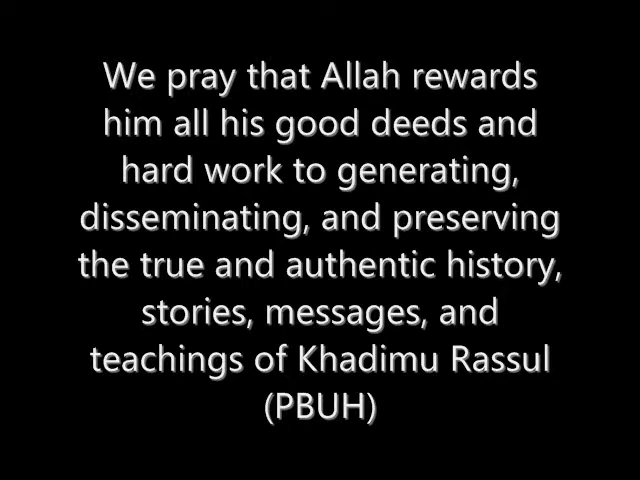 We pray that Allah rewards
him all his good deeds and
hard work to generating,
disseminating, and preserving
the true and authentic history,
stories, messages, and
teachings of Khadimu Rassul
(PBUH)